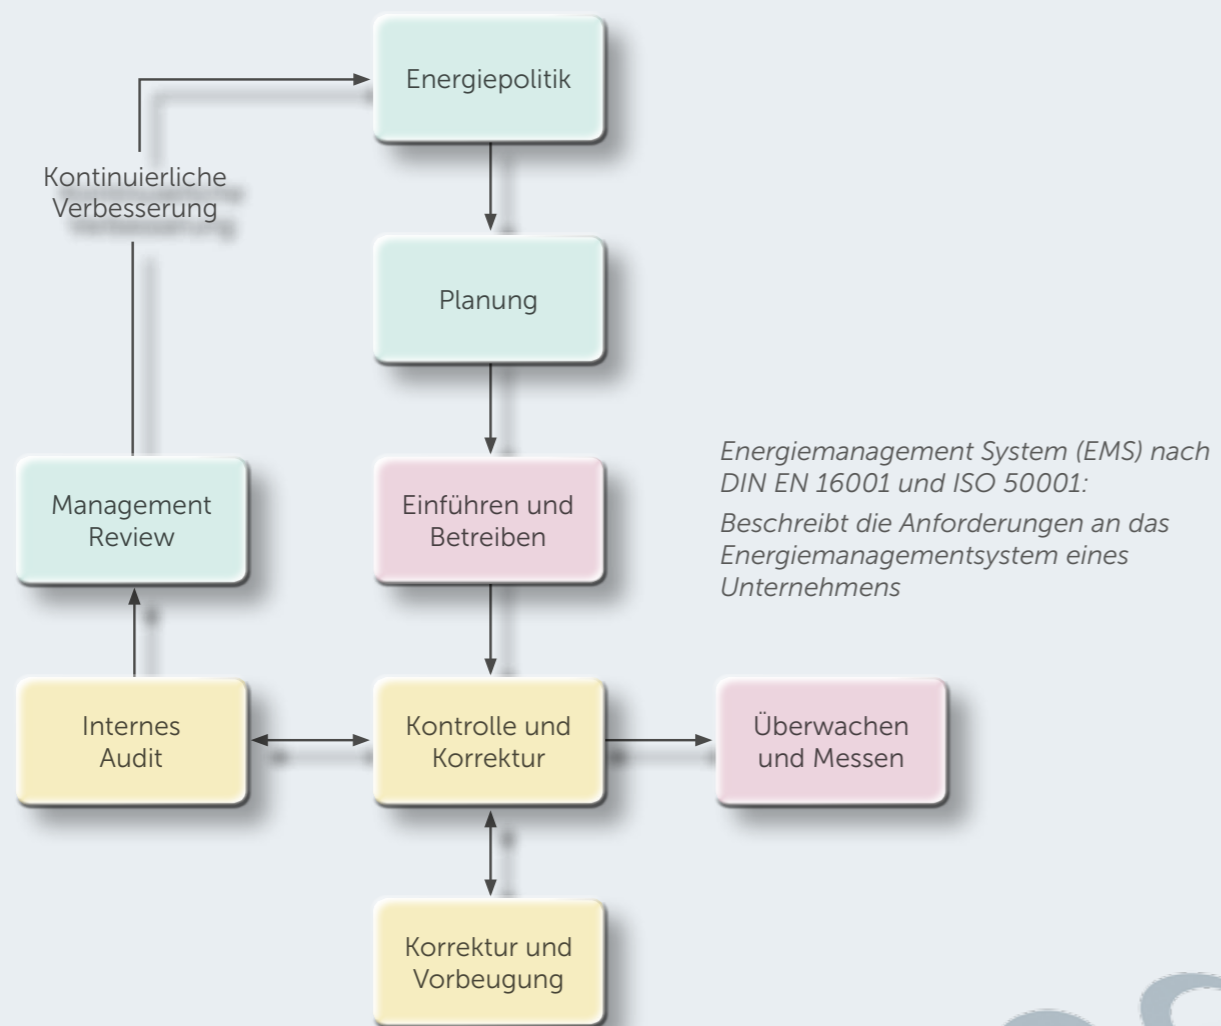 Energiepolitik
Kontinuierliche
Verbesserung
Planung
Management
Review
Einführen und
Betreiben
Energiemanagement System (EMS) nach
DIN EN 16001 und ISO 50001:
Beschreibt die Anforderungen an das
Energiemanagementsystem eines
Unternehmens
Internes
Audit
Kontrolle und
Korrektur
Überwachen
und Messen
Korrektur und
Vorbeugung